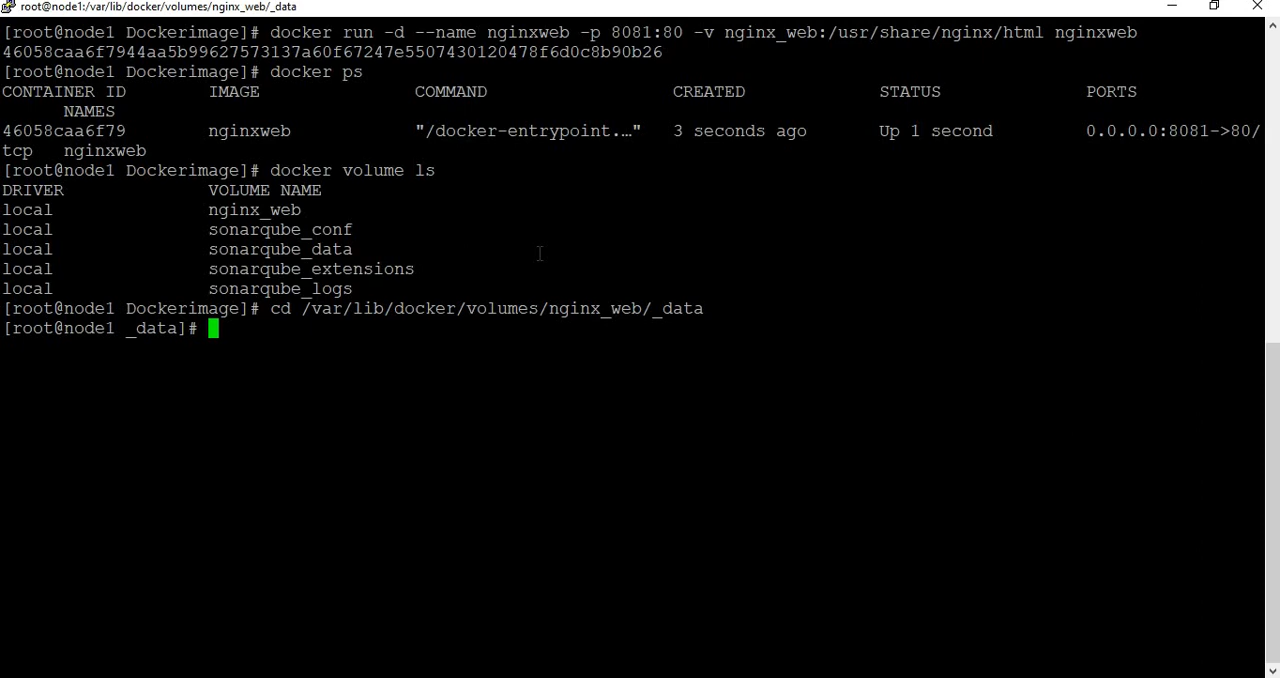 root@node1:/var/lib/docker/volumes/nginx_web/_data
[root@node1 Dockerimage]# docker run -d --name nginxweb -p 8081:80 -v nginx_web:/usr/share/nginx/html nginxweb
46058caa6f7944aa5b99627573137a60f67247e5507430120478f6d0c8b90b26
[root@node1 Dockerimage]# docker ps
CONTAINER ID        IMAGE               COMMAND                  CREATED             STATUS              PORTS
      NAMES
46058caa6f79        nginxweb            "/docker-entrypoint.…"   3 seconds ago       Up 1 second         0.0.0.0:8081->80/
tcp   nginxweb
[root@node1 Dockerimage]# docker volume ls
DRIVER              VOLUME NAME
local               nginx_web
local               sonarqube_conf
local               sonarqube_data
local               sonarqube_extensions
local               sonarqube_logs
[root@node1 Dockerimage]# cd /var/lib/docker/volumes/nginx_web/_data
[root@node1 _data]#